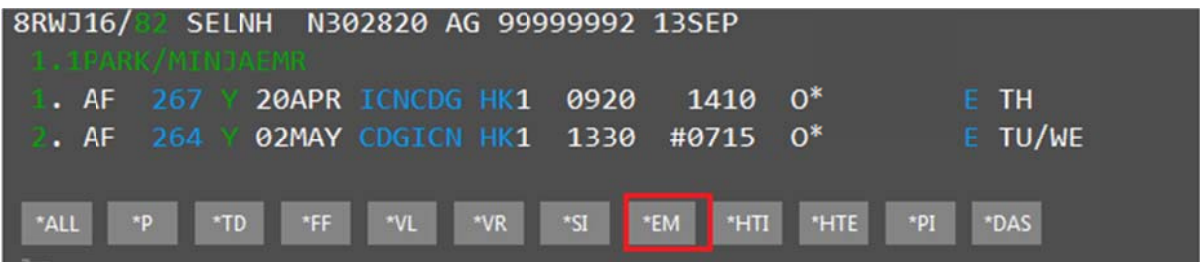 8RWJ16/82 SELNH N302820 AG 99999992 13SEP
1.1PARK/MINJAEMR
1. AF 267 Y 20APR ICNCDG HK1 0920 1410 O* E TH
2. AF 264 Y 02MAY CDGICN HK1 1330 #0715 O* E TU/WE
*ALL *P *TD *FF *VL *VR *SI *EM *HTI *HTE *PI *DAS